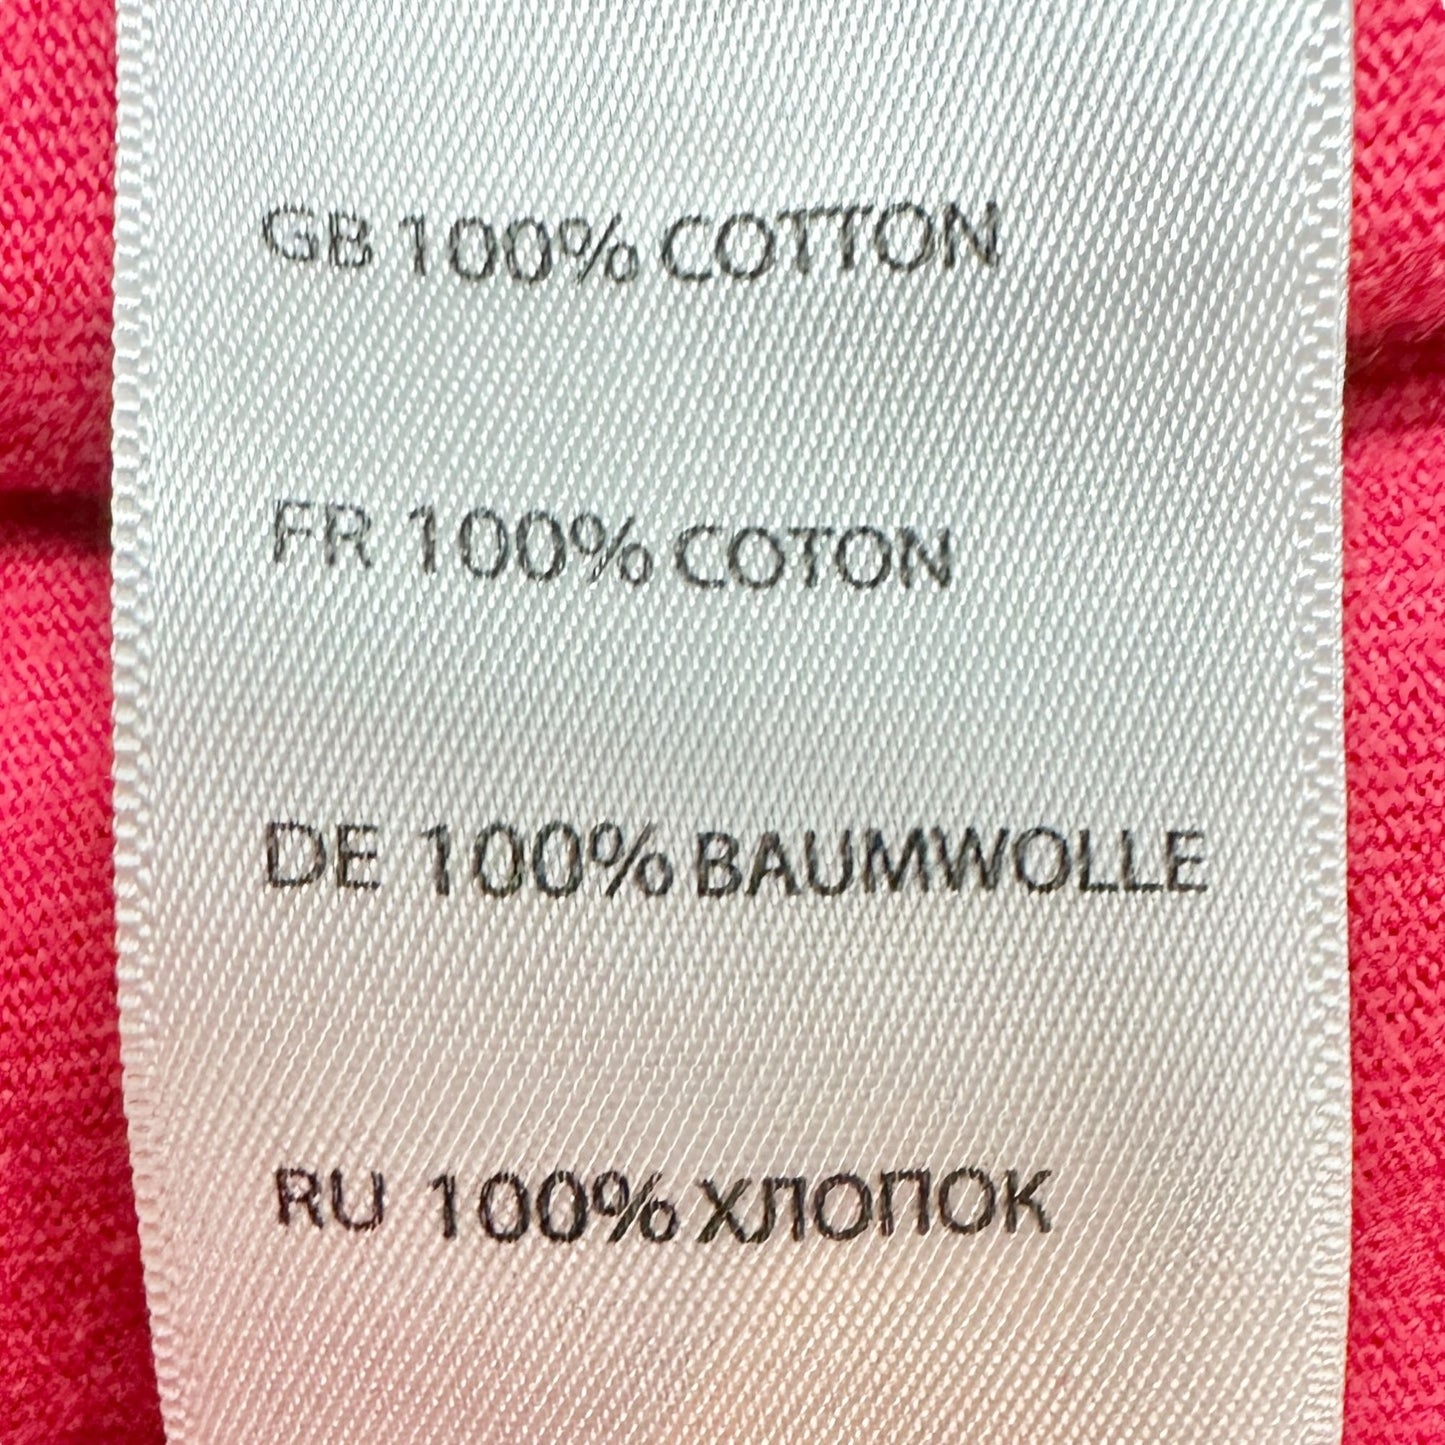 GB 100% COTTON
FR 100% COTON
DE 100% BAUMWOLLE
RU 100% ХЛОПОК